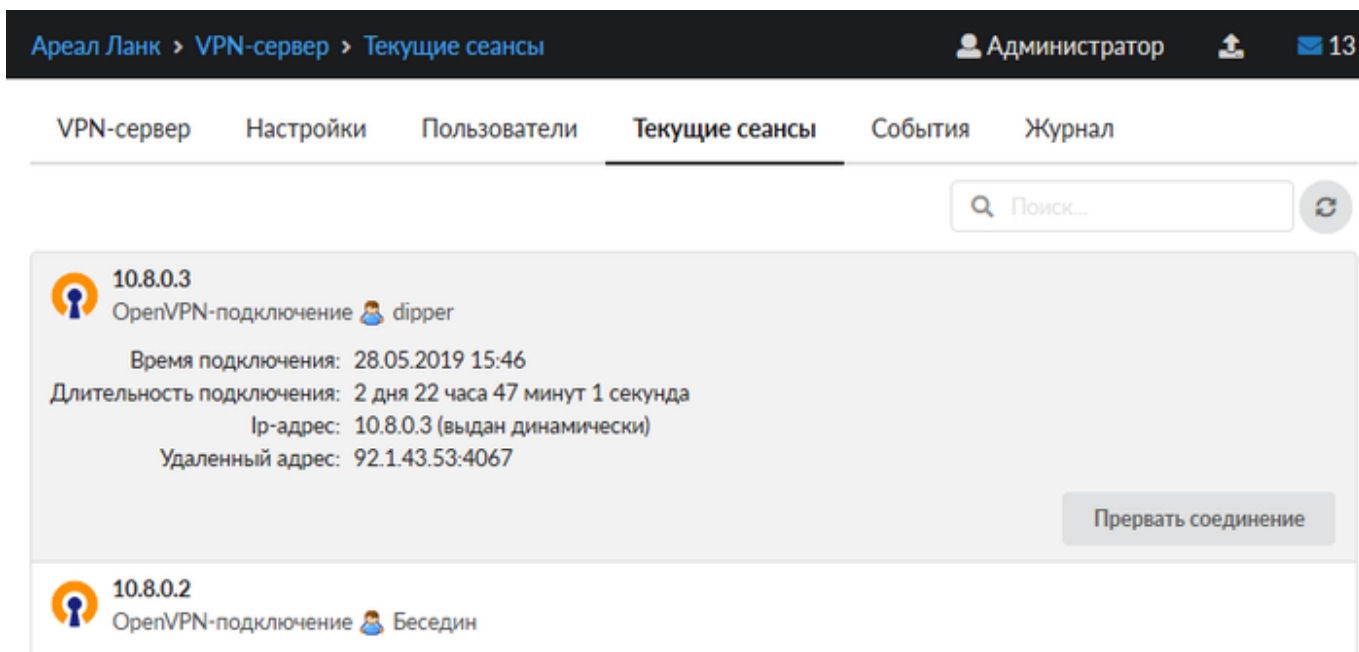 Ареал Ланк > VPN-сервер > Текущие сеансы Администратор 13
VPN-сервер Настройки Пользователи Текущие сеансы События Журнал
Поиск...
10.8.0.3
OpenVPN-подключение dipper
Время подключения: 28.05.2019 15:46
Длительность подключения: 2 дня 22 часа 47 минут 1 секунда
Ip-адрес: 10.8.0.3 (выдан динамически)
Удаленный адрес: 92.1.43.53:4067
Прервать соединение
10.8.0.2
OpenVPN-подключение Беседин